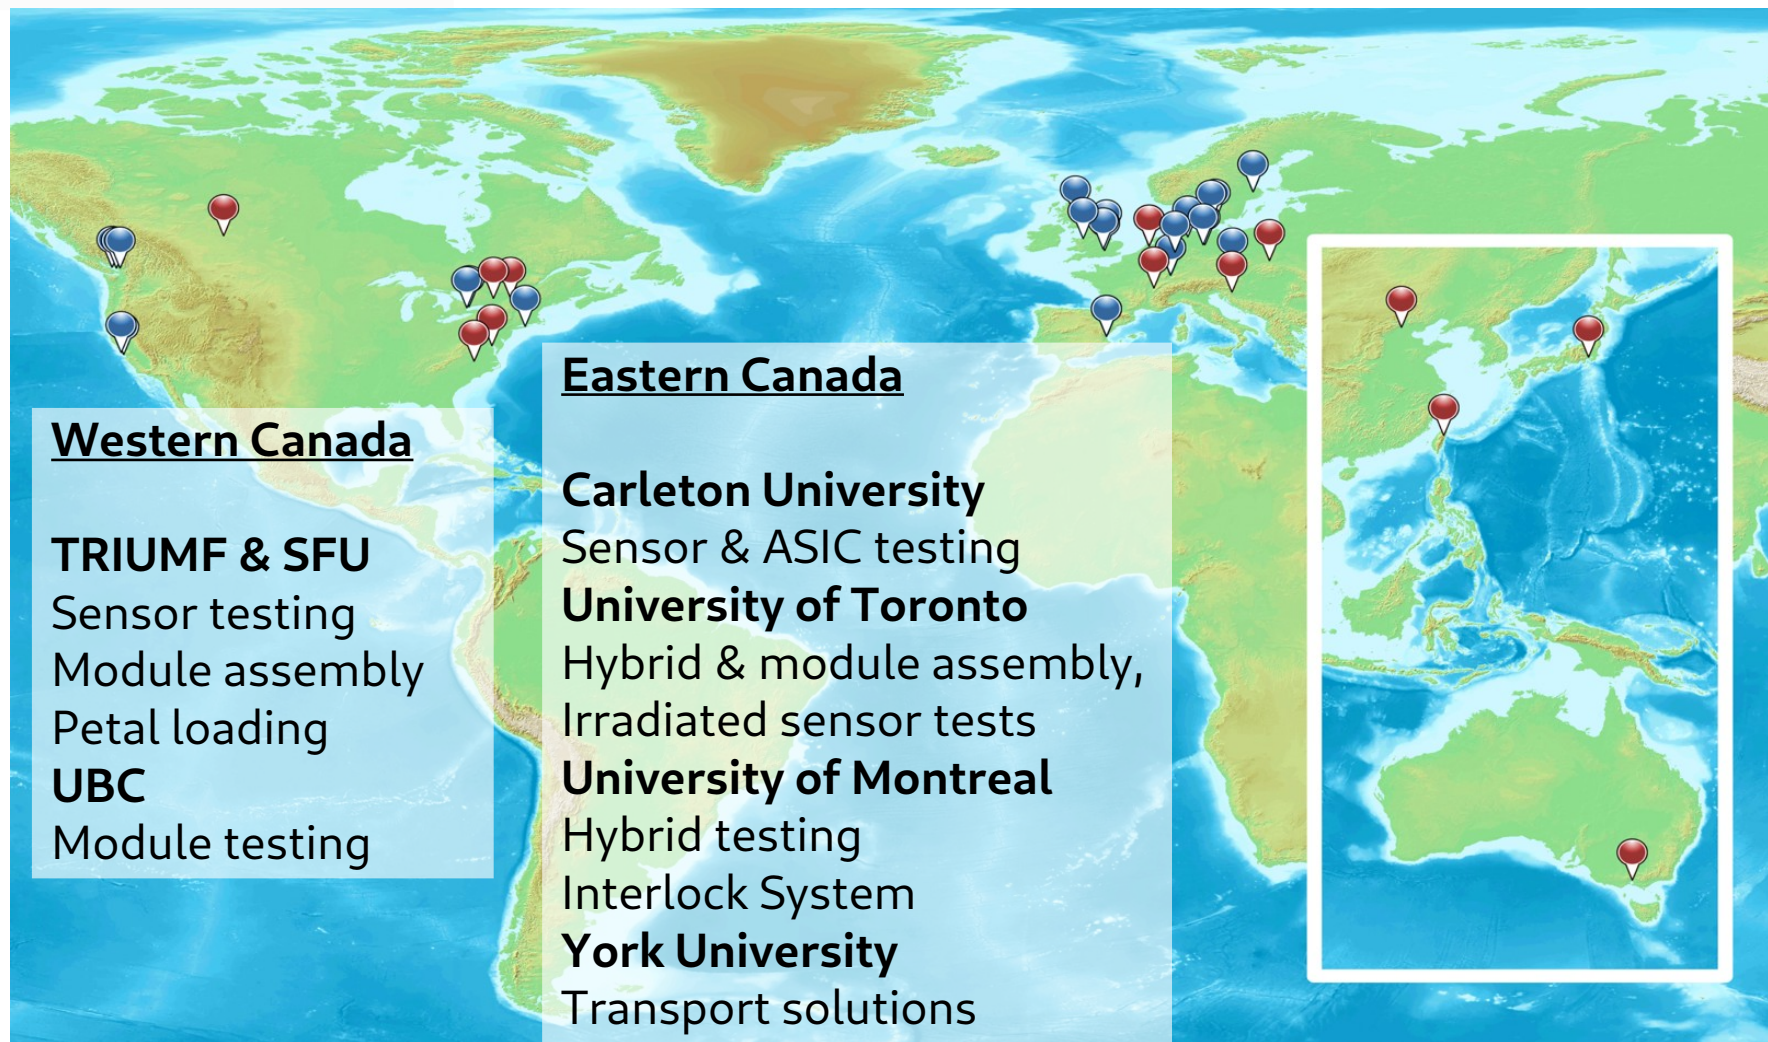 Western Canada
TRIUMF & SFU
Sensor testing
Module assembly
Petal loading
UBC
Module testing
Eastern Canada
Carleton University
Sensor & ASIC testing
University of Toronto
Hybrid & module assembly,
Irradiated sensor tests
University of Montreal
Hybrid testing
Interlock System
York University
Transport solutions